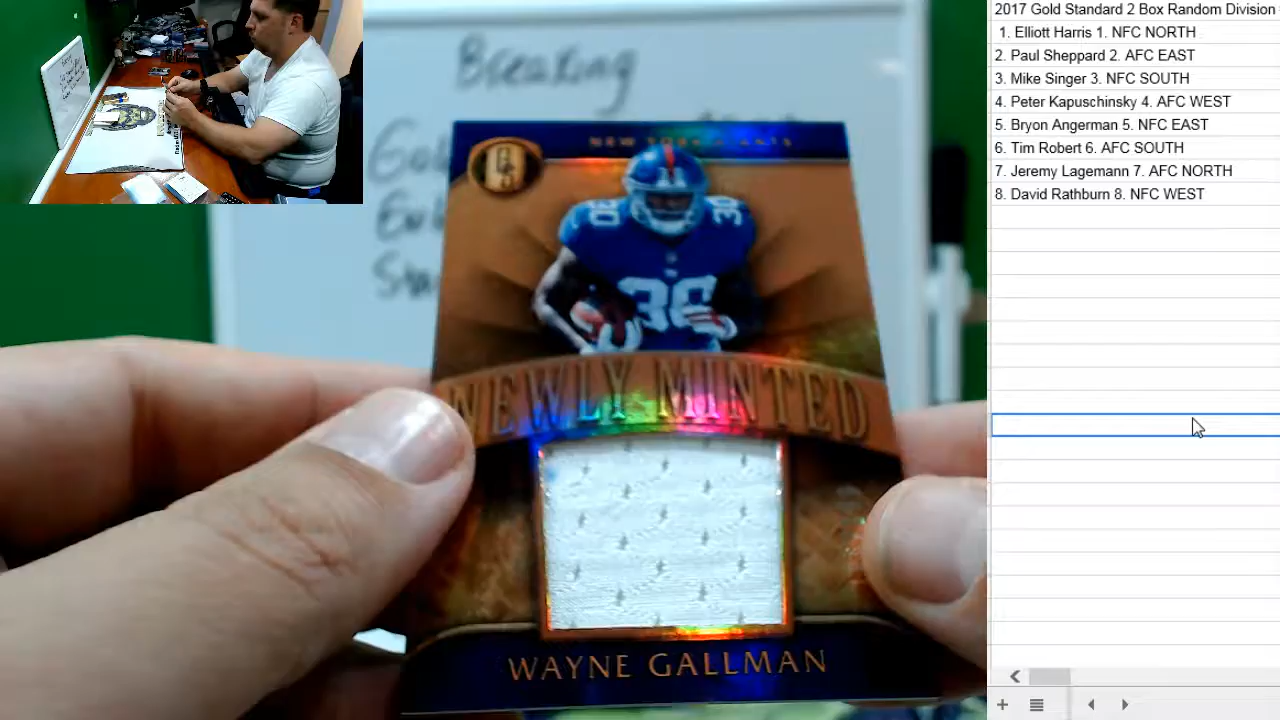 2017 Gold Standard 2 Box Random Division
1. Elliott Harris 1. NFC NORTH
2. Paul Sheppard 2. AFC EAST
3. Mike Singer 3. NFC SOUTH
4. Peter Kapuschinsky 4. AFC WEST
5. Bryon Angerman 5. NFC EAST
6. Tim Robert 6. AFC SOUTH
7. Jeremy Lagemann 7. AFC NORTH
8. David Rathburn 8. NFC WEST
Breaking
NEW YORK GIANTS
30 30
36
NEWLY MINTED
WAYNE GALLMAN